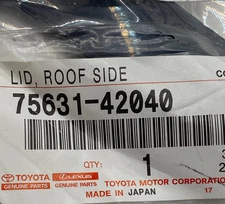 LID, ROOF SIDE
CO
75631-42040
QTY:
1
TOYOTA
GENUINE PARTS
LEXUS
GENUINE PARTS
TOYOTA MOTOR CORPORATION
MADE IN JAPAN
17